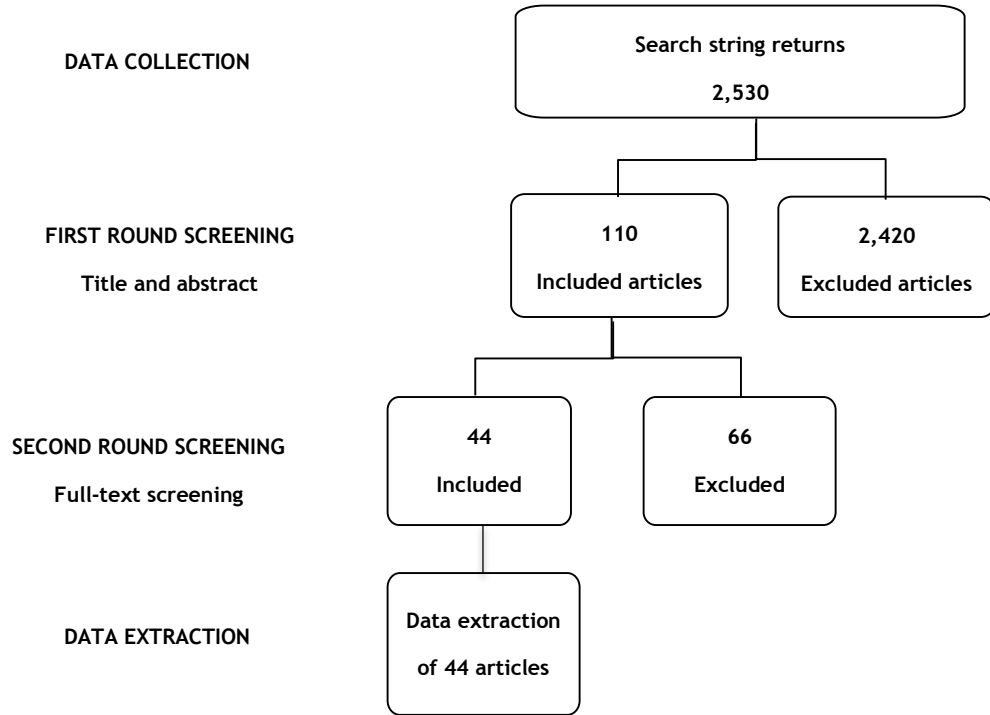 DATA COLLECTION
Search string returns
2,530
FIRST ROUND SCREENING
Title and abstract
110
Included articles
2,420
Excluded articles
SECOND ROUND SCREENING
Full-text screening
44
Included
66
Excluded
DATA EXTRACTION
Data extraction
of 44 articles